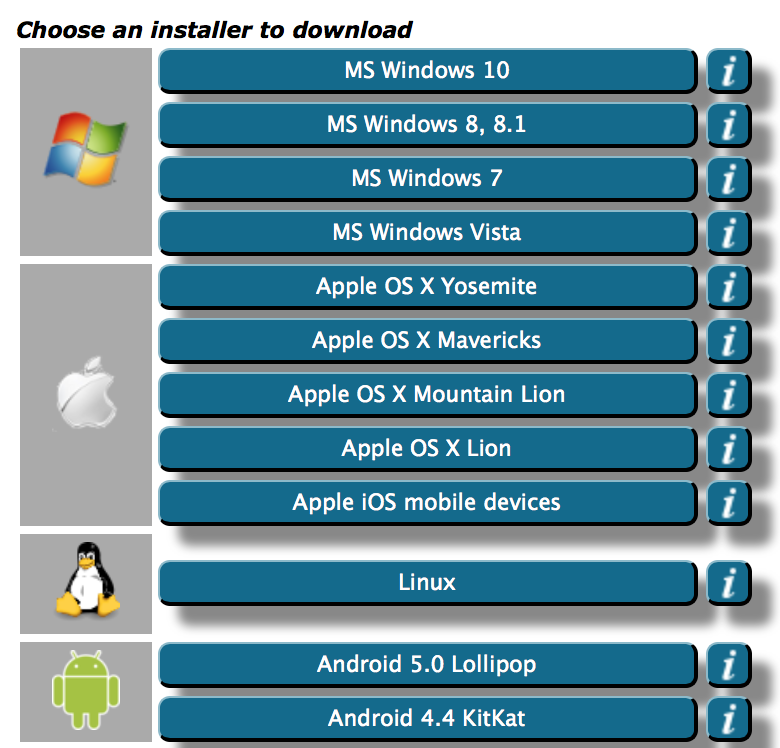 Choose an installer to download
MS Windows 10
i
MS Windows 8, 8.1
i
MS Windows 7
i
MS Windows Vista
i
Apple OS X Yosemite
i
Apple OS X Mavericks
i
Apple OS X Mountain Lion
i
Apple OS X Lion
i
Apple iOS mobile devices
i
Linux
i
Android 5.0 Lollipop
i
Android 4.4 KitKat
i